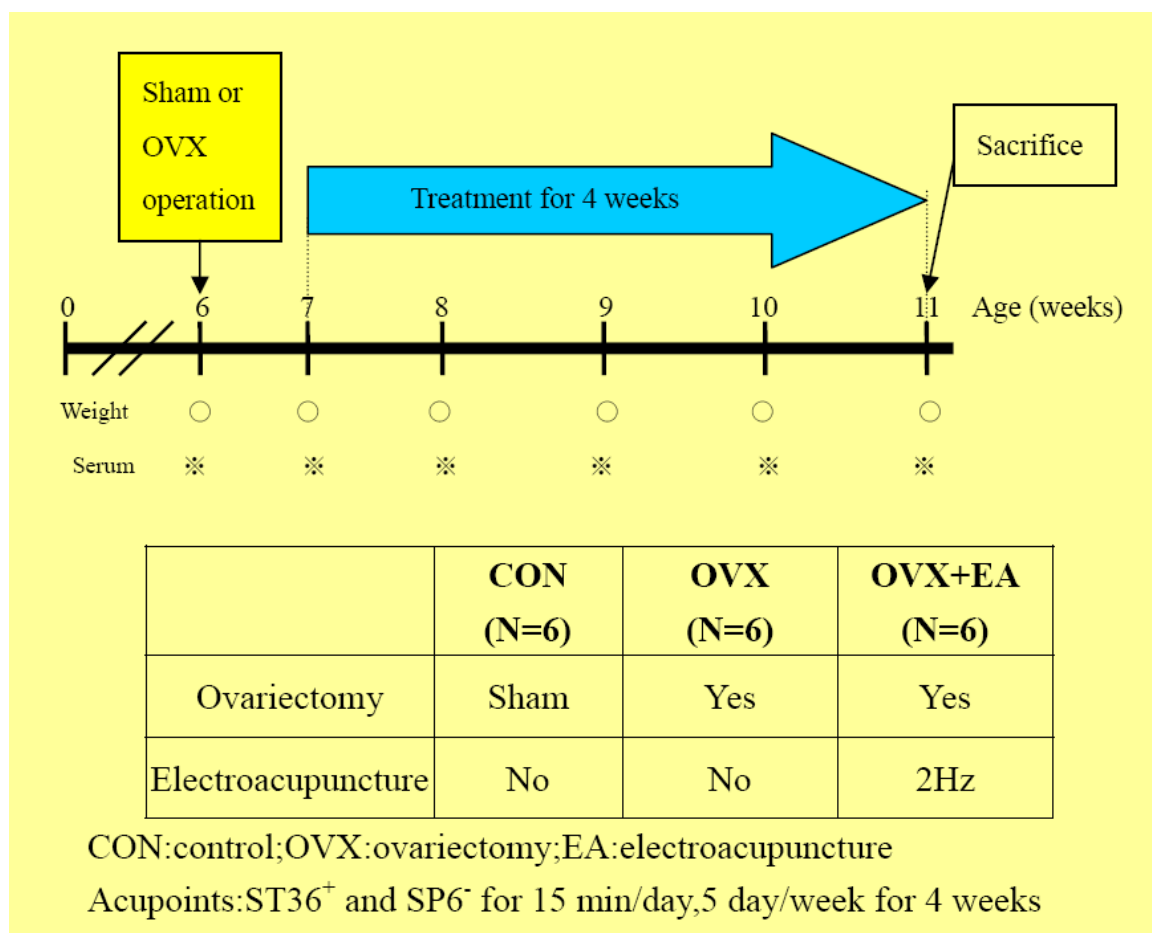 Sham or
OVX
operation
Treatment for 4 weeks
Sacrifice
0 6 7 8 9 10 11 Age (weeks)
Weight ○ ○ ○ ○ ○ ○
Serum ※ ※ ※ ※ ※ ※
CON OVX OVX+EA
(N=6) (N=6) (N=6)
Ovariectomy Sham Yes Yes
Electroacupuncture No No 2Hz
CON:control;OVX:ovariectomy;EA:electroacupuncture
Acupoints:ST36⁺ and SP6⁻ for 15 min/day,5 day/week for 4 weeks